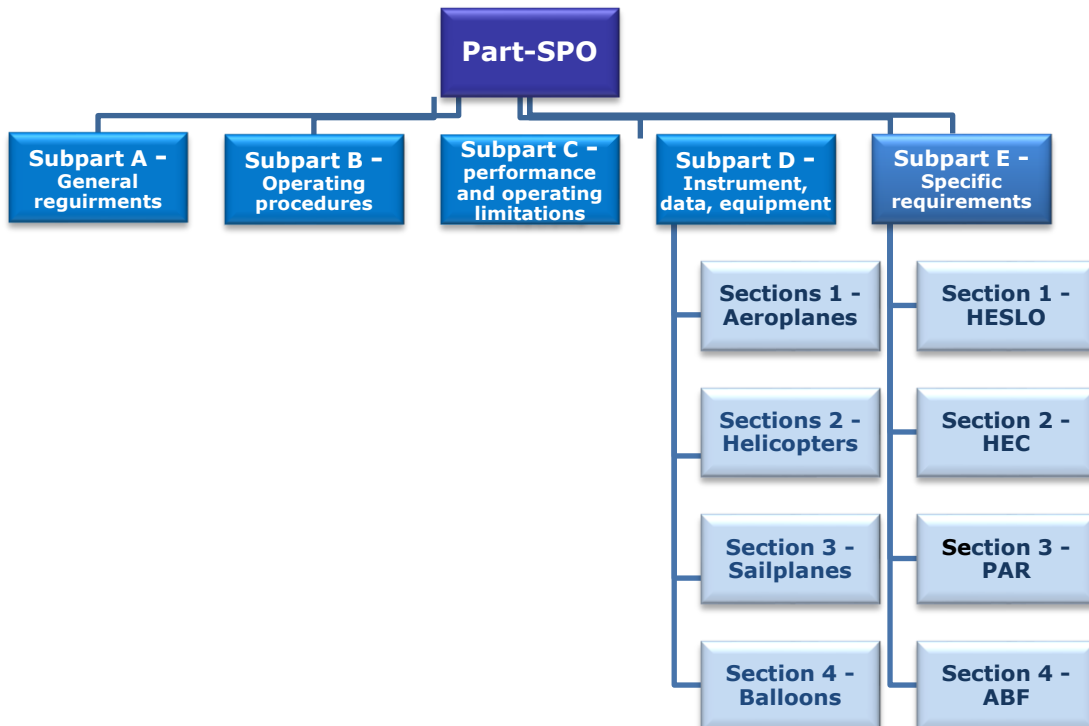 Part-SPO
Subpart A –
General
reguirments
Subpart B –
Operating
procedures
Subpart C –
performance
and operating
limitations
Subpart D –
Instrument,
data, equipment
Subpart E –
Specific
requirements
Sections 1 -
Aeroplanes
Sections 2 -
Helicopters
Section 3 -
Sailplanes
Section 4 -
Balloons
Section 1 -
HESLO
Section 2 -
HEC
Section 3 -
PAR
Section 4 -
ABF